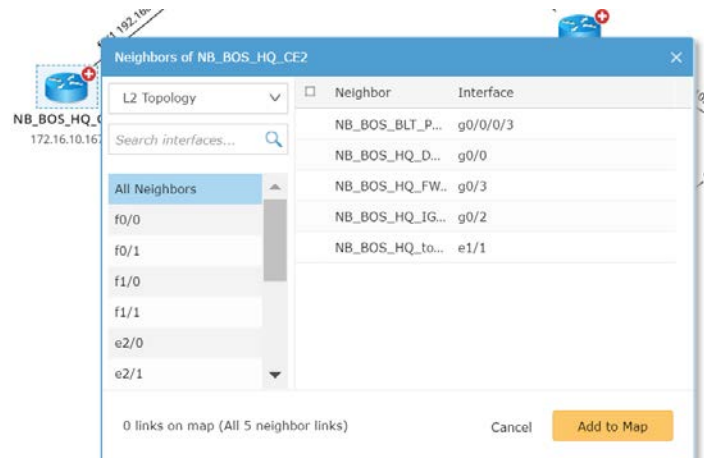 Neighbors of NB_BOS_HQ_CE2
NB_BOS_HQ_
172.16.10.167
L2 Topology
Search interfaces...
All Neighbors
f0/0
f0/1
f1/0
f1/1
e2/0
e2/1
Neighbor Interface
NB_BOS_BLT_P... g0/0/0/3
NB_BOS_HQ_D... g0/0
NB_BOS_HQ_FW.. g0/3
NB_BOS_HQ_IG... g0/2
NB_BOS_HQ_to... e1/1
0 links on map (All 5 neighbor links)
Cancel
Add to Map